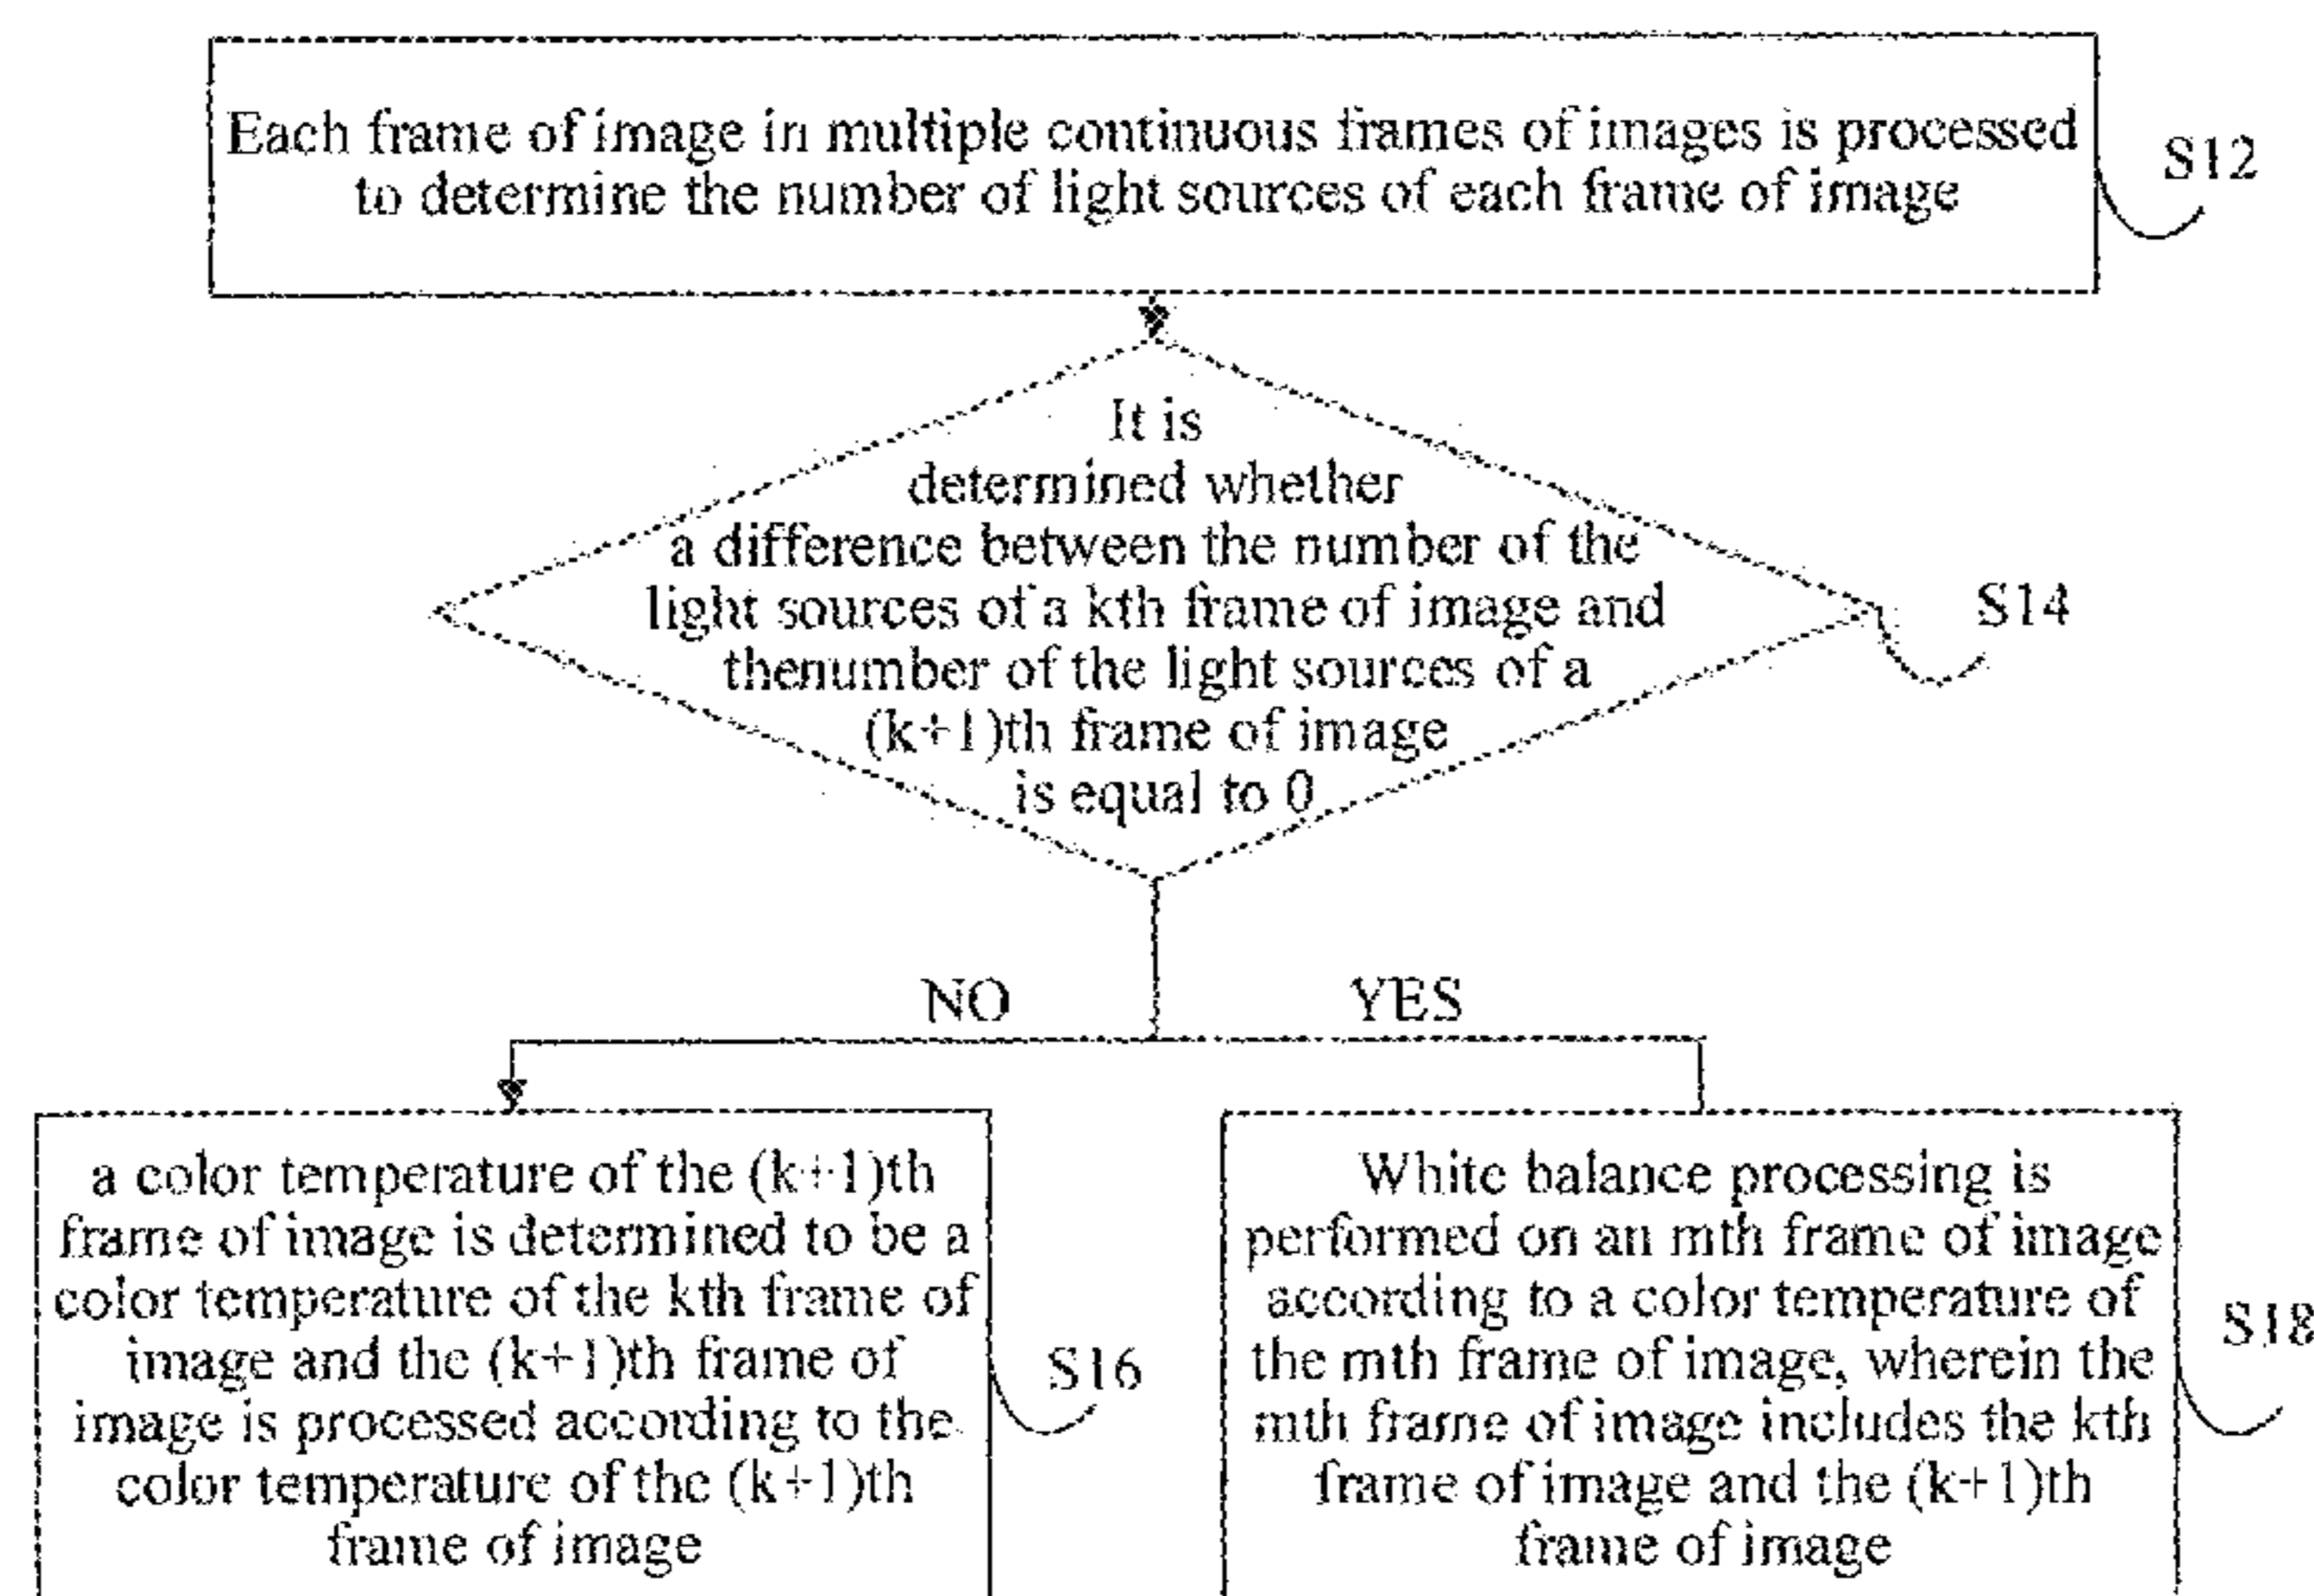 Each frame of image in multiple continuous frames of images is processed
to determine the number of light sources of each frame of image
S12
It is
determined whether
a difference between the number of the
light sources of a kth frame of image and
thenumber of the light sources of a
(k+1)th frame of image
is equal to 0
S14
NO
YES
a color temperature of the (k+1)th
frame of image is determined to be a
color temperature of the kth frame of
image and the (k+1)th frame of
image is processed according to the
color temperature of the (k+1)th
frame of image
S16
White balance processing is
performed on an mth frame of image
according to a color temperature of
the mth frame of image, wherein the
mth frame of image includes the kth
frame of image and the (k+1)th
frame of image
S18